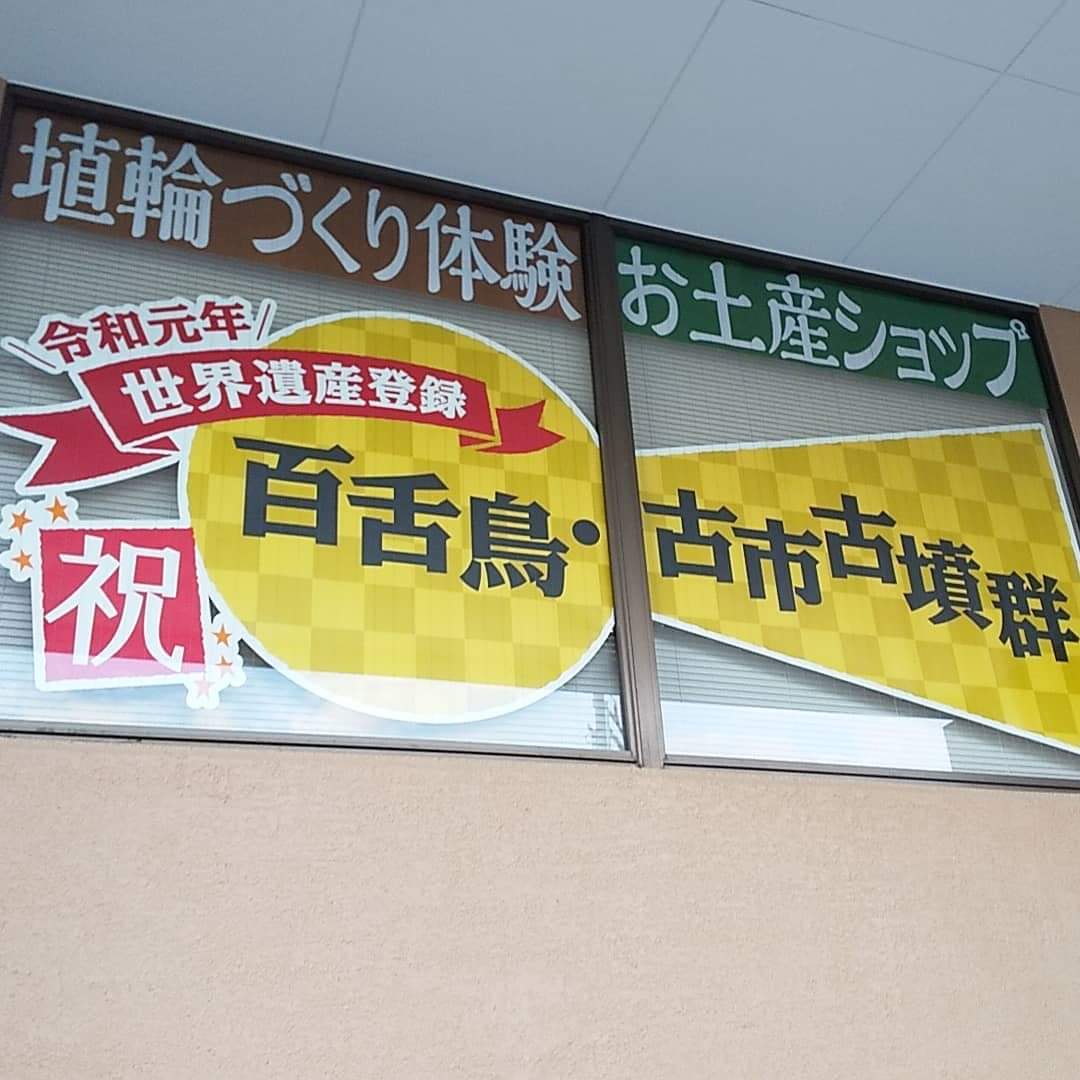 埴輪づくり体験
お土産ショップ
令和元年
世界遺産登録
百舌鳥・古市古墳群
祝